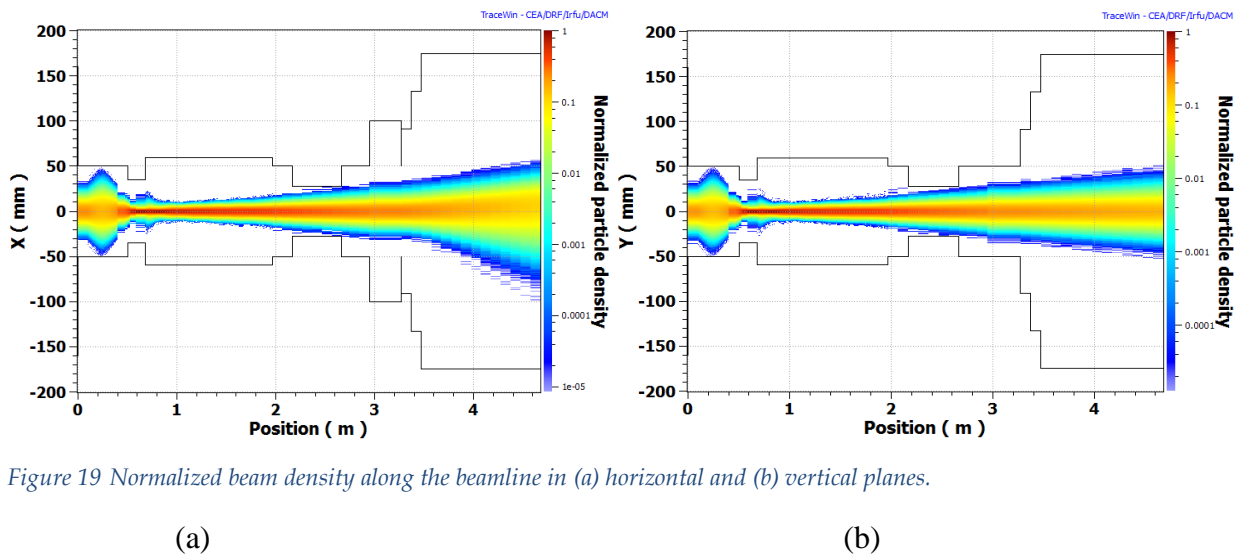 TraceWin - CEA/DRF/Irfu/DACM
200
150
100
50
0
-50
-100
-150
-200
X ( mm )
0 1 2 3 4
Position ( m )
1
0.1
0.01
0.001
0.0001
1e-05
Normalized particle density
TraceWin - CEA/DRF/Irfu/DACM
200
150
100
50
0
-50
-100
-150
-200
Y ( mm )
0 1 2 3 4
Position ( m )
1
0.1
0.01
0.001
0.0001
Normalized particle density
Figure 19 Normalized beam density along the beamline in (a) horizontal and (b) vertical planes.
(a) (b)